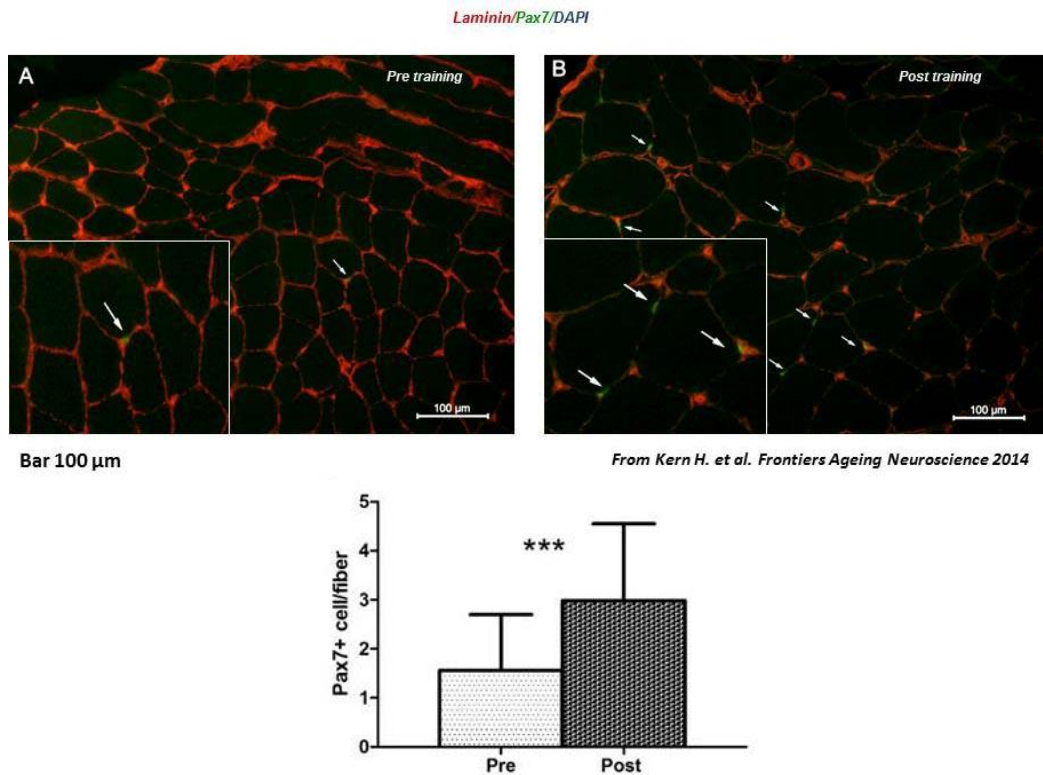 Laminin/Pax7/DAPI
A
Pre training
100 µm
B
Post training
100 µm
Bar 100 µm
From Kern H. et al. Frontiers Ageing Neuroscience 2014
5
4
3
2
1
0
Pax7+ cell/fiber
***
Pre
Post